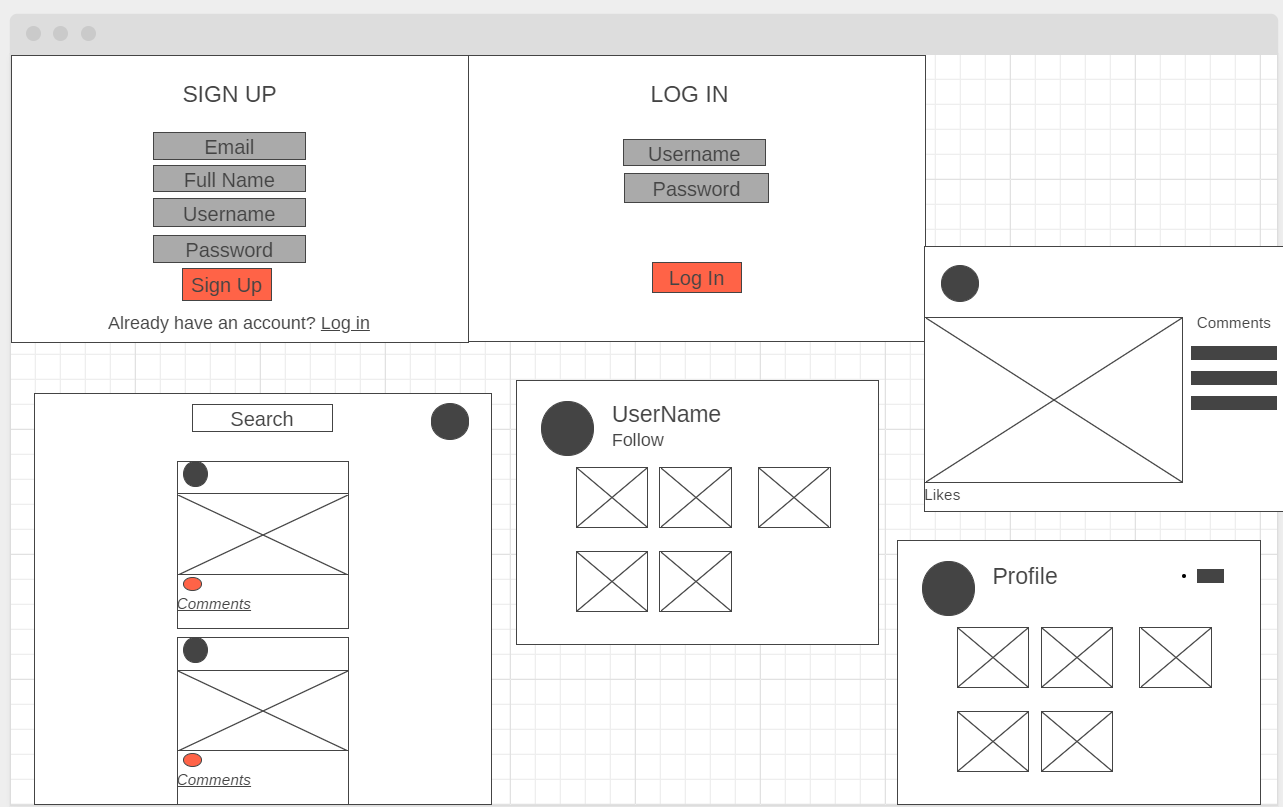 SIGN UP
Email
Full Name
Username
Password
Sign Up
Already have an account? Log in
LOG IN
Username
Password
Log In
Comments
Likes
Search
Comments
Comments
UserName
Follow
Profile